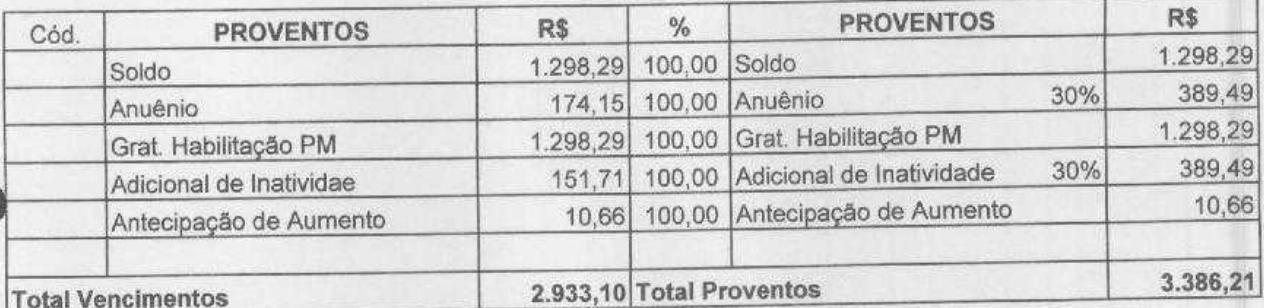 Cód. PROVENTOS R$ % PROVENTOS R$
Soldo 1.298,29 100,00 Soldo 1.298,29
Anuênio 174,15 100,00 Anuênio 30% 389,49
Grat. Habilitação PM 1.298,29 100,00 Grat. Habilitação PM 1.298,29
Adicional de Inatividae 151,71 100,00 Adicional de Inatividade 30% 389,49
Antecipação de Aumento 10,66 100,00 Antecipação de Aumento 10,66
Total Vencimentos 2.933,10 Total Proventos 3.386,21